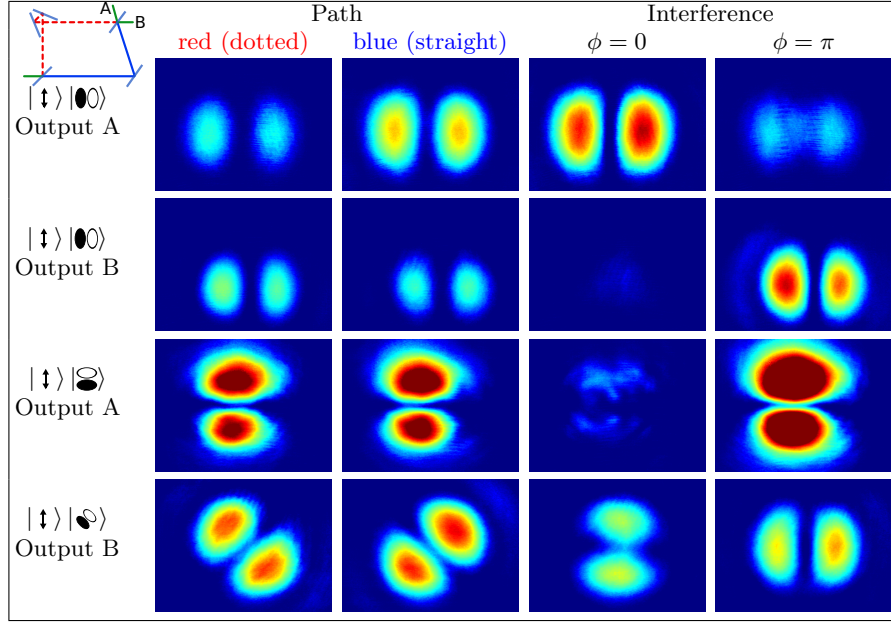 Path Interference
A
B
red (dotted) blue (straight) ϕ = 0 ϕ = π
| ↕ ⟩ | ⟩
Output A
| ↕ ⟩ | ⟩
Output B
| ↕ ⟩ | ⟩
Output A
| ↕ ⟩ | ⟩
Output B